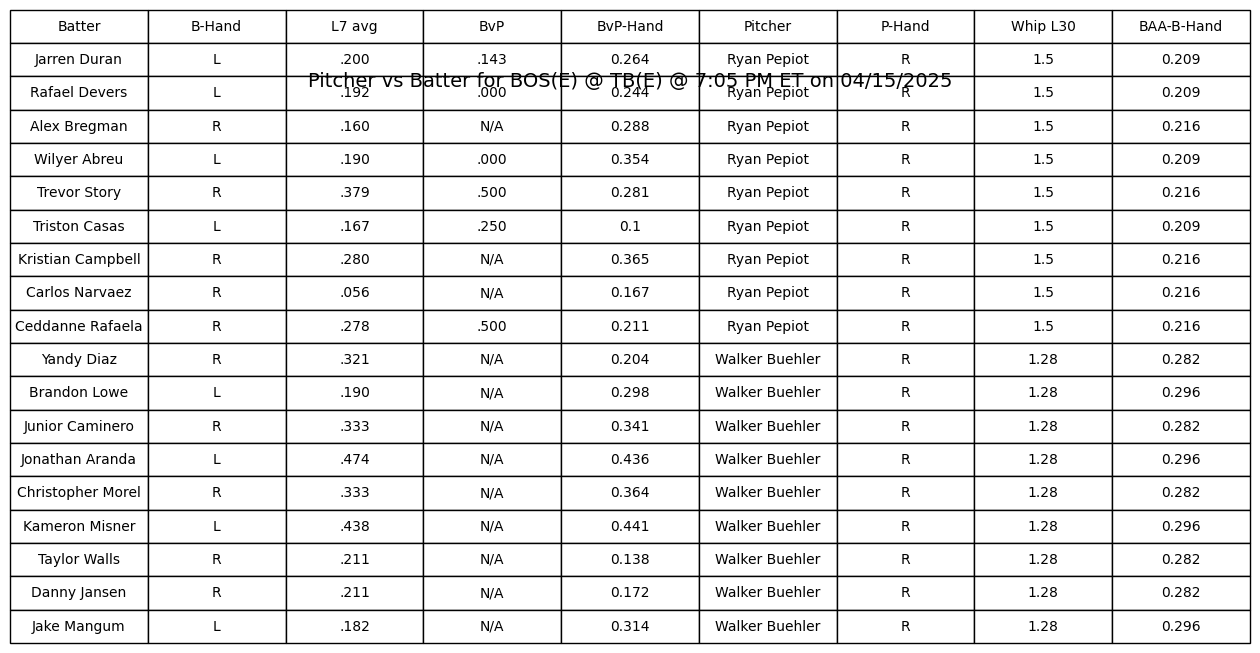 Batter B-Hand L7 avg BvP BvP-Hand Pitcher P-Hand Whip L30 BAA-B-Hand
Jarren Duran L .200 .143 0.264 Ryan Pepiot R 1.5 0.209
Pitcher vs Batter for BOS(E) @ TB(E) @ 7:05 PM ET on 04/15/2025
Rafael Devers L .192 .000 0.244 Ryan Pepiot R 1.5 0.209
Alex Bregman R .160 N/A 0.288 Ryan Pepiot R 1.5 0.216
Wilyer Abreu L .190 .000 0.354 Ryan Pepiot R 1.5 0.209
Trevor Story R .379 .500 0.281 Ryan Pepiot R 1.5 0.216
Triston Casas L .167 .250 0.1 Ryan Pepiot R 1.5 0.209
Kristian Campbell R .280 N/A 0.365 Ryan Pepiot R 1.5 0.216
Carlos Narvaez R .056 N/A 0.167 Ryan Pepiot R 1.5 0.216
Ceddanne Rafaela R .278 .500 0.211 Ryan Pepiot R 1.5 0.216
Yandy Diaz R .321 N/A 0.204 Walker Buehler R 1.28 0.282
Brandon Lowe L .190 N/A 0.298 Walker Buehler R 1.28 0.296
Junior Caminero R .333 N/A 0.341 Walker Buehler R 1.28 0.282
Jonathan Aranda L .474 N/A 0.436 Walker Buehler R 1.28 0.296
Christopher Morel R .333 N/A 0.364 Walker Buehler R 1.28 0.282
Kameron Misner L .438 N/A 0.441 Walker Buehler R 1.28 0.296
Taylor Walls R .211 N/A 0.138 Walker Buehler R 1.28 0.282
Danny Jansen R .211 N/A 0.172 Walker Buehler R 1.28 0.282
Jake Mangum L .182 N/A 0.314 Walker Buehler R 1.28 0.296